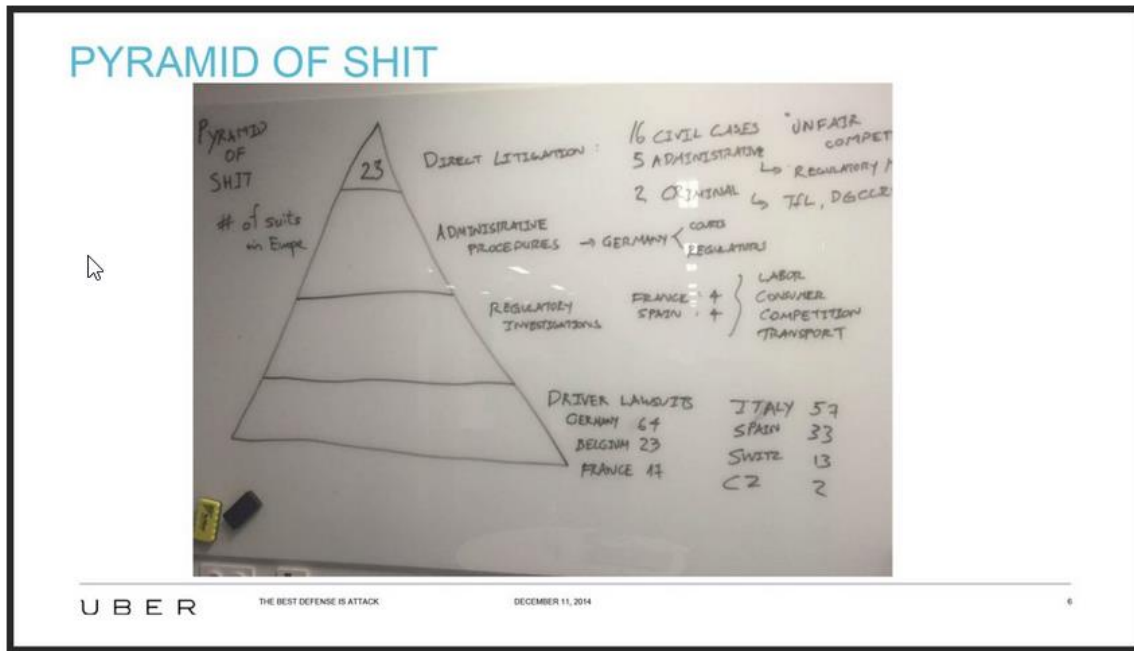 PYRAMID OF SHIT
PYRAMID
OF
SHIT
# of suits
in Europe
23
DIRECT LITIGATION :
16 CIVIL CASES "UNFAIR
COMPET
5 ADMINISTRATIVE
↳ REGULATORY /
2 CRIMINAL ↳ TFL, DGCCR
ADMINISTRATIVE
PROCEDURES → GERMANY
COURTS
REGULATORS
REGULATORY
INVESTIGATIONS
FRANCE : 4
SPAIN : 4
LABOR
CONSUMER
COMPETITION
TRANSPORT
DRIVER LAWSUITS
GERMANY 64
BELGIUM 23
FRANCE 17
ITALY 57
SPAIN 33
SWITZ 13
CZ 2
UBER
THE BEST DEFENSE IS ATTACK
DECEMBER 11, 2014
6